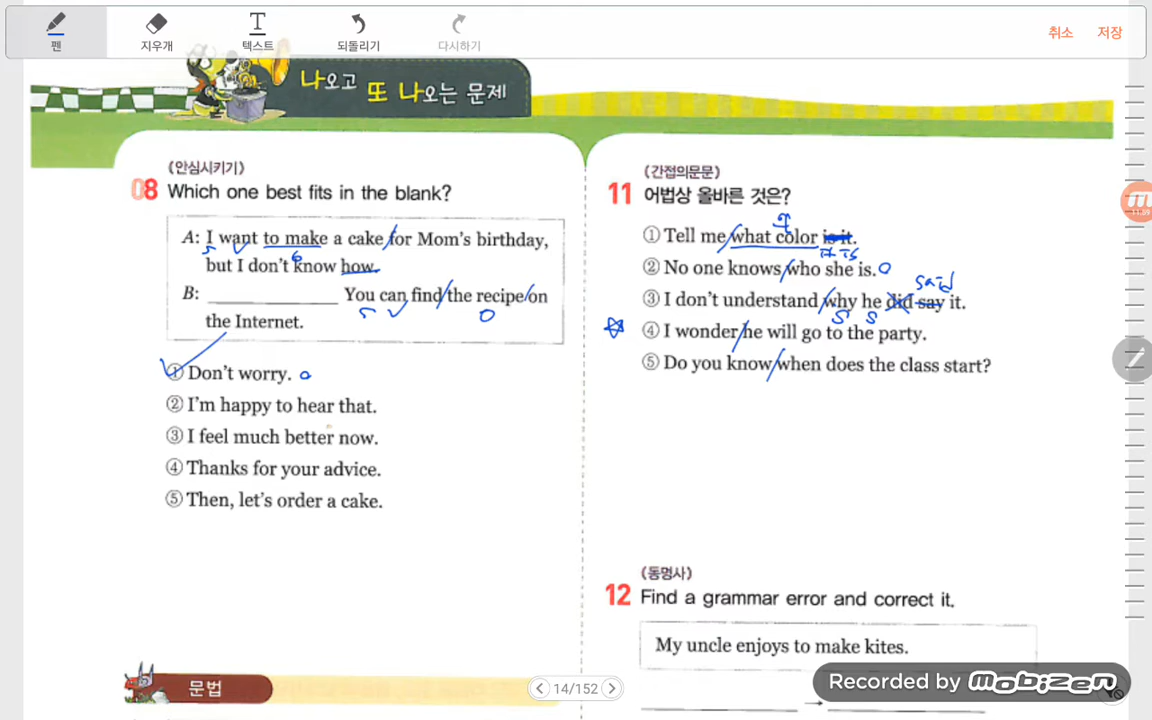 펜
지우개
텍스트
되돌리기
다시하기
취소
저장
나오고 또 나오는 문제
(안심시키기)
08 Which one best fits in the blank?
A: I want to make a cake for Mom's birthday,
but I don't know how.
B: ____________ You can find the recipe on
the Internet.
① Don't worry.
② I'm happy to hear that.
③ I feel much better now.
④ Thanks for your advice.
⑤ Then, let's order a cake.
(간접의문문)
11 어법상 올바른 것은?
① Tell me what color is it.
it is
② No one knows who she is.
said
③ I don't understand why he did say it.
④ I wonder he will go to the party.
⑤ Do you know when does the class start?
(동명사)
12 Find a grammar error and correct it.
My uncle enjoys to make kites.
____________ → ____________
문법
14/152
Recorded by mobizen